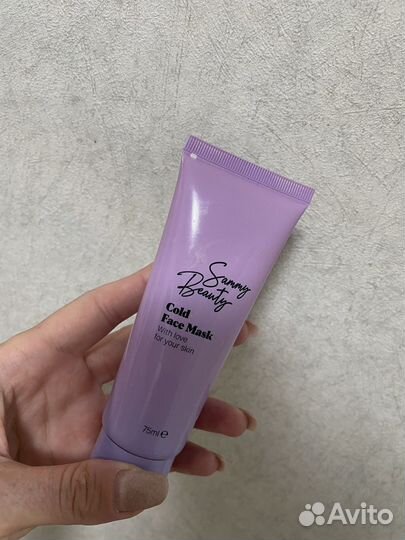 Sammy
Beauty
Cold
Face Mask
With love
for your skin
75ml ℮
Avito